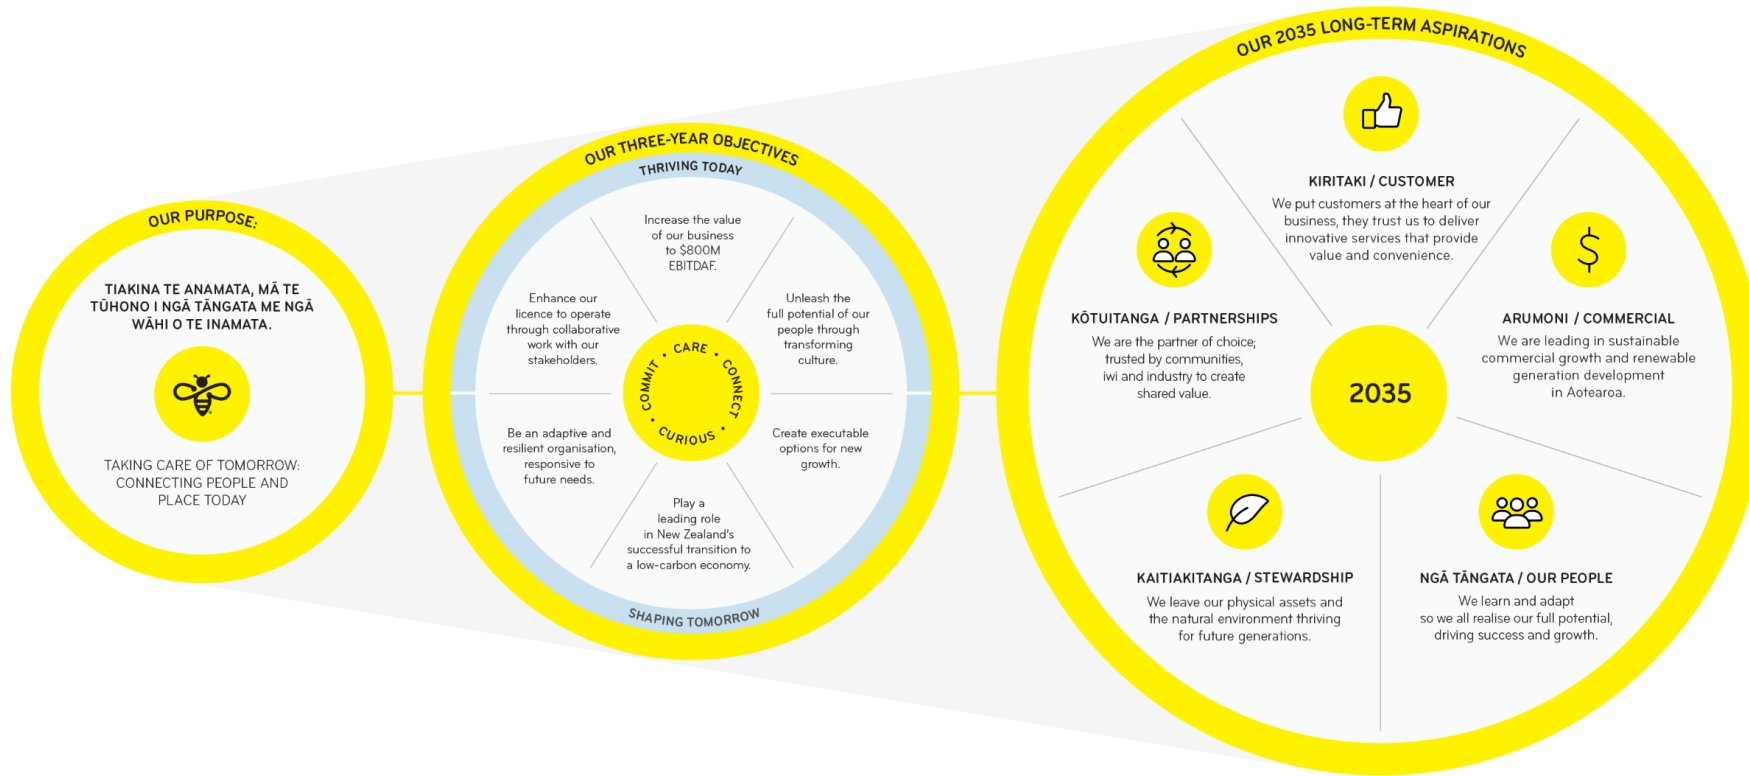 OUR PURPOSE:
TIAKINA TE ANAMATA, MĀ TE
TŪHONO I NGĀ TĀNGATA ME NGĀ
WĀHI O TE INAMATA.
TAKING CARE OF TOMORROW:
CONNECTING PEOPLE AND
PLACE TODAY
OUR THREE-YEAR OBJECTIVES
THRIVING TODAY
Increase the value
of our business
to $800M
EBITDAF.
Unleash the
full potential of our
people through
transforming
culture.
Create executable
options for new
growth.
Play a
leading role
in New Zealand's
successful transition to
a low-carbon economy.
Be an adaptive and
resilient organisation,
responsive to
future needs.
Enhance our
licence to operate
through collaborative
work with our
stakeholders.
COMMIT • CARE • CONNECT • CURIOUS •
SHAPING TOMORROW
OUR 2035 LONG-TERM ASPIRATIONS
KIRITAKI / CUSTOMER
We put customers at the heart of our
business, they trust us to deliver
innovative services that provide
value and convenience.
ARUMONI / COMMERCIAL
We are leading in sustainable
commercial growth and renewable
generation development
in Aotearoa.
NGĀ TĀNGATA / OUR PEOPLE
We learn and adapt
so we all realise our full potential,
driving success and growth.
KAITIAKITANGA / STEWARDSHIP
We leave our physical assets and
the natural environment thriving
for future generations.
KŌTUITANGA / PARTNERSHIPS
We are the partner of choice;
trusted by communities,
iwi and industry to create
shared value.
2035